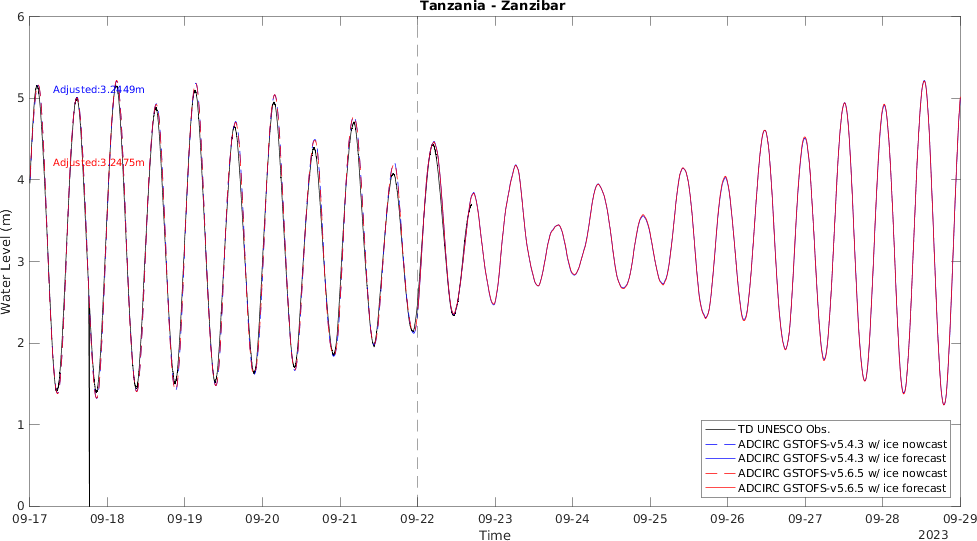 Tanzania - Zanzibar
6
5
4
3
2
1
0
Water Level (m)
Adjusted:3.2449m
Adjusted:3.2475m
TD UNESCO Obs.
ADCIRC GSTOFS-v5.4.3 w/ ice nowcast
ADCIRC GSTOFS-v5.4.3 w/ ice forecast
ADCIRC GSTOFS-v5.6.5 w/ ice nowcast
ADCIRC GSTOFS-v5.6.5 w/ ice forecast
09-17 09-18 09-19 09-20 09-21 09-22 09-23 09-24 09-25 09-26 09-27 09-28 09-29
Time
2023